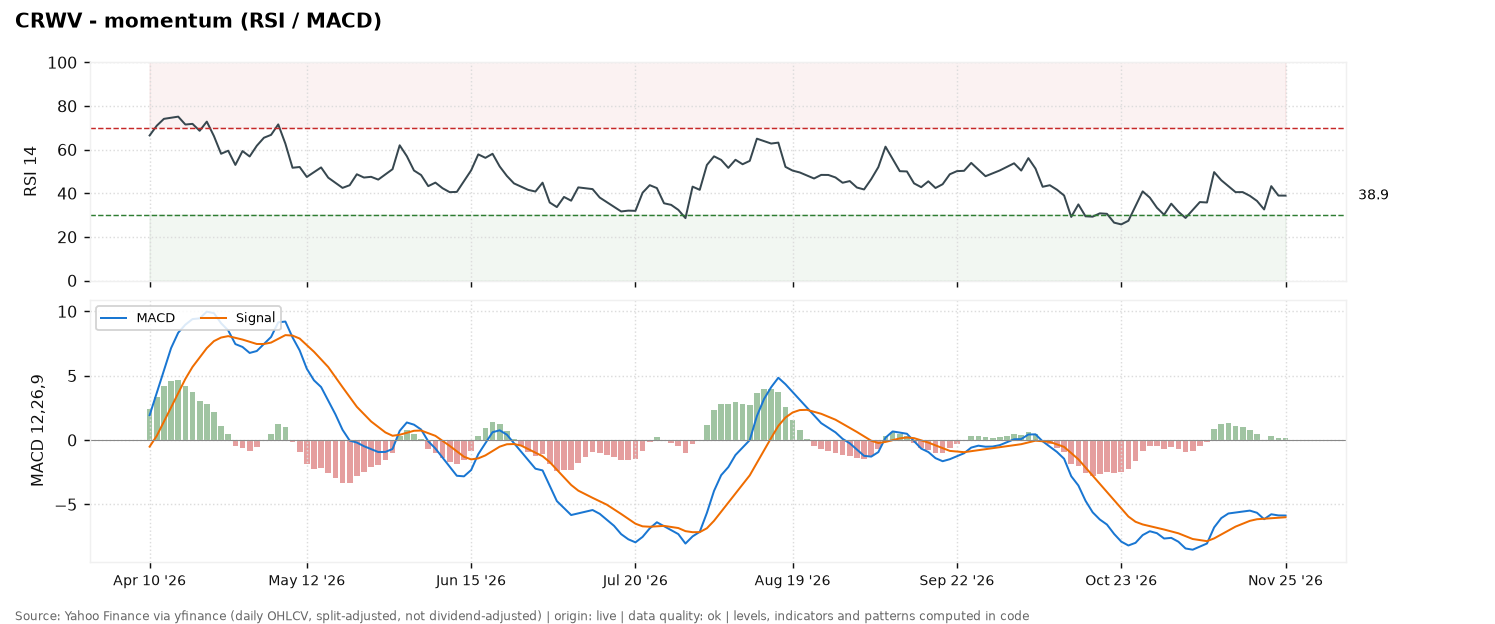 CRWV - momentum (RSI / MACD)
100
80
60
40
20
0
RSI 14
38.9
MACD
Signal
10
5
0
−5
MACD 12,26,9
Apr 10 '26
May 12 '26
Jun 15 '26
Jul 20 '26
Aug 19 '26
Sep 22 '26
Oct 23 '26
Nov 25 '26
Source: Yahoo Finance via yfinance (daily OHLCV, split-adjusted, not dividend-adjusted) | origin: live | data quality: ok | levels, indicators and patterns computed in code